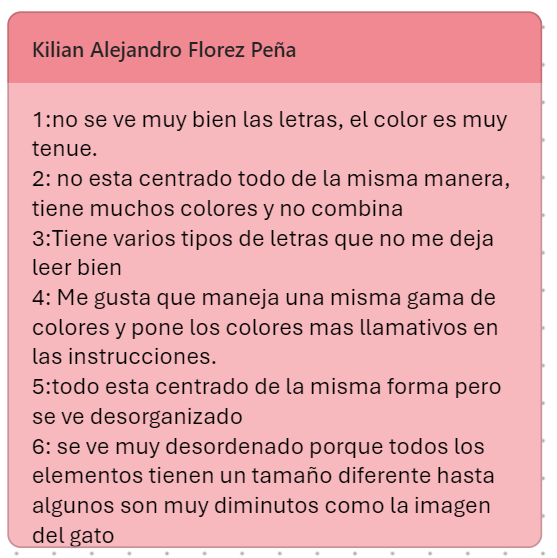 Kilian Alejandro Florez Peña
1:no se ve muy bien las letras, el color es muy
tenue.
2: no esta centrado todo de la misma manera,
tiene muchos colores y no combina
3:Tiene varios tipos de letras que no me deja
leer bien
4: Me gusta que maneja una misma gama de
colores y pone los colores mas llamativos en
las instrucciones.
5:todo esta centrado de la misma forma pero
se ve desorganizado
6: se ve muy desordenado porque todos los
elementos tienen un tamaño diferente hasta
algunos son muy diminutos como la imagen
del gato